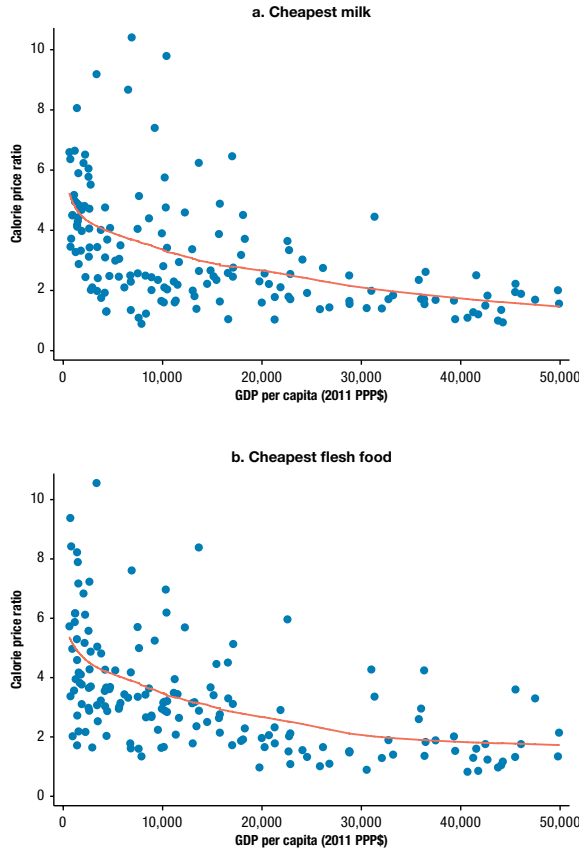 a. Cheapest milk
Calorie price ratio
10
8
6
4
2
0
0 10,000 20,000 30,000 40,000 50,000
GDP per capita (2011 PPP$)
b. Cheapest flesh food
Calorie price ratio
10
8
6
4
2
0
0 10,000 20,000 30,000 40,000 50,000
GDP per capita (2011 PPP$)